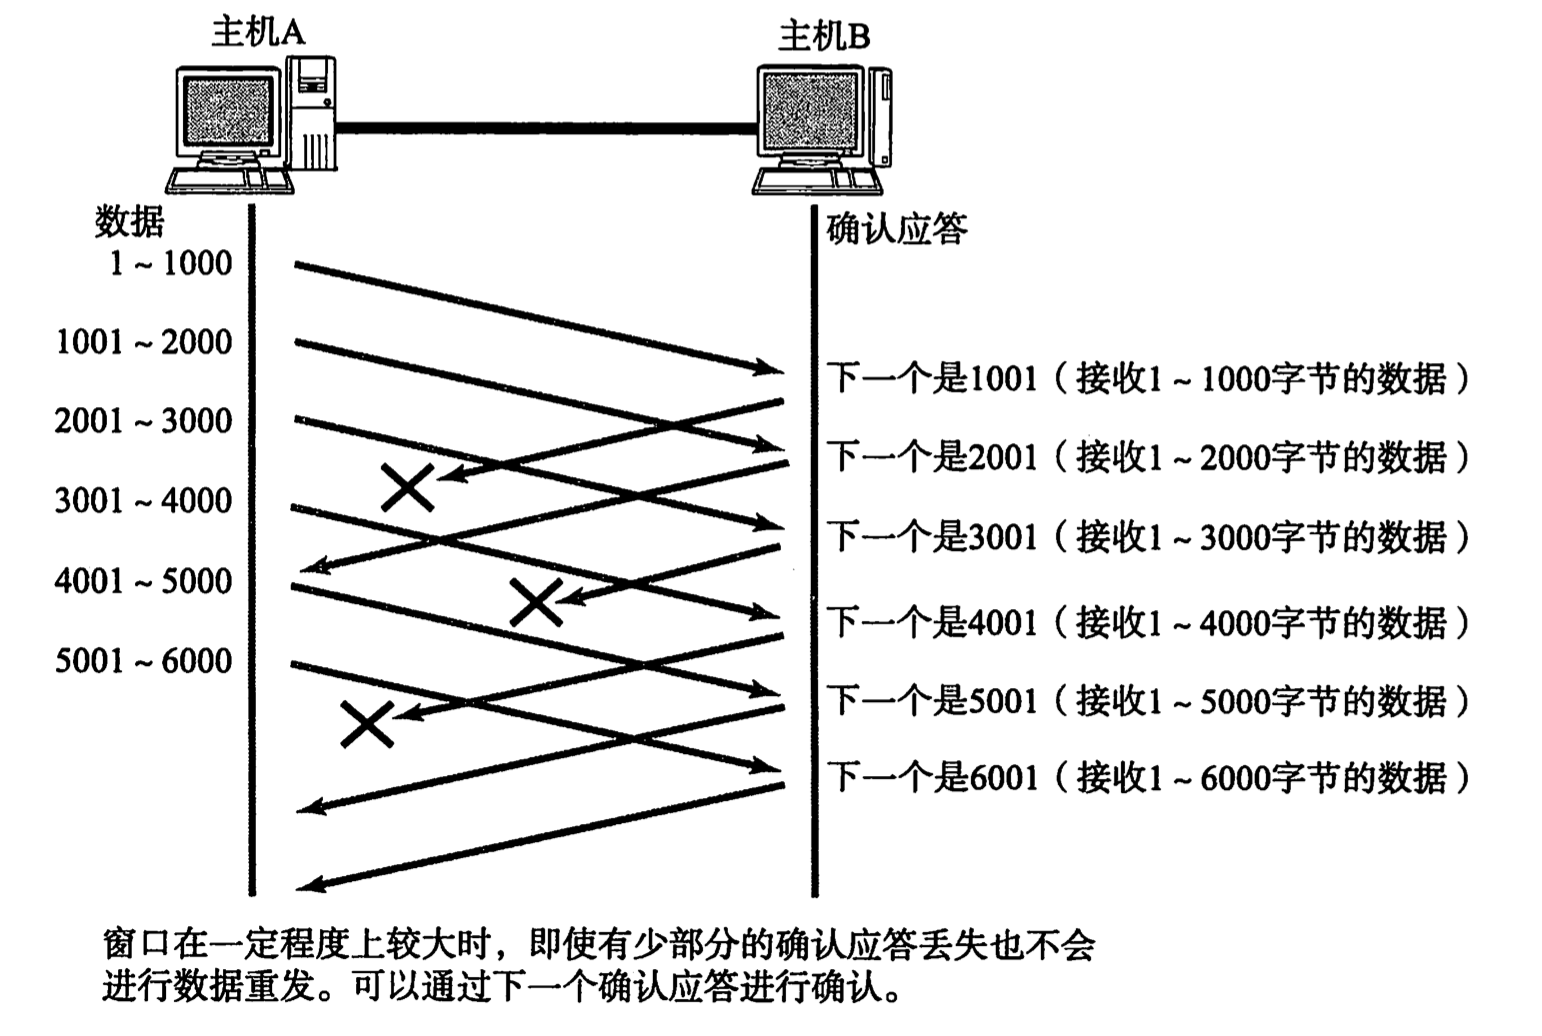 主机A
主机B
数据
确认应答
1~1000
1001~2000
下一个是1001（接收1~1000字节的数据）
2001~3000
下一个是2001（接收1~2000字节的数据）
3001~4000
下一个是3001（接收1~3000字节的数据）
4001~5000
下一个是4001（接收1~4000字节的数据）
5001~6000
下一个是5001（接收1~5000字节的数据）
下一个是6001（接收1~6000字节的数据）
窗口在一定程度上较大时，即使有少部分的确认应答丢失也不会
进行数据重发。可以通过下一个确认应答进行确认。